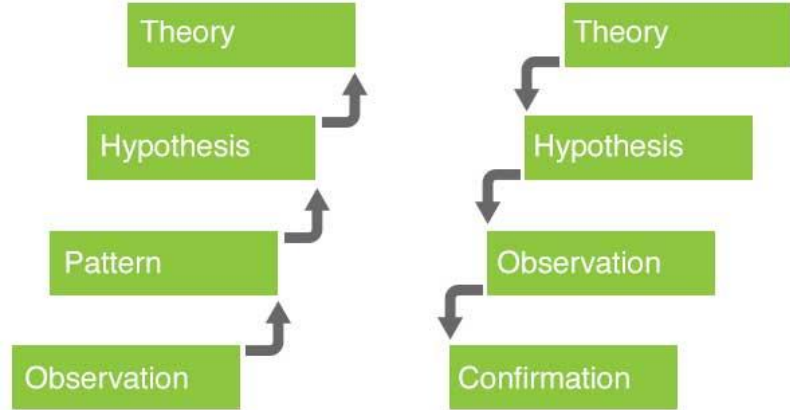 Theory
Hypothesis
Pattern
Observation
Theory
Hypothesis
Observation
Confirmation